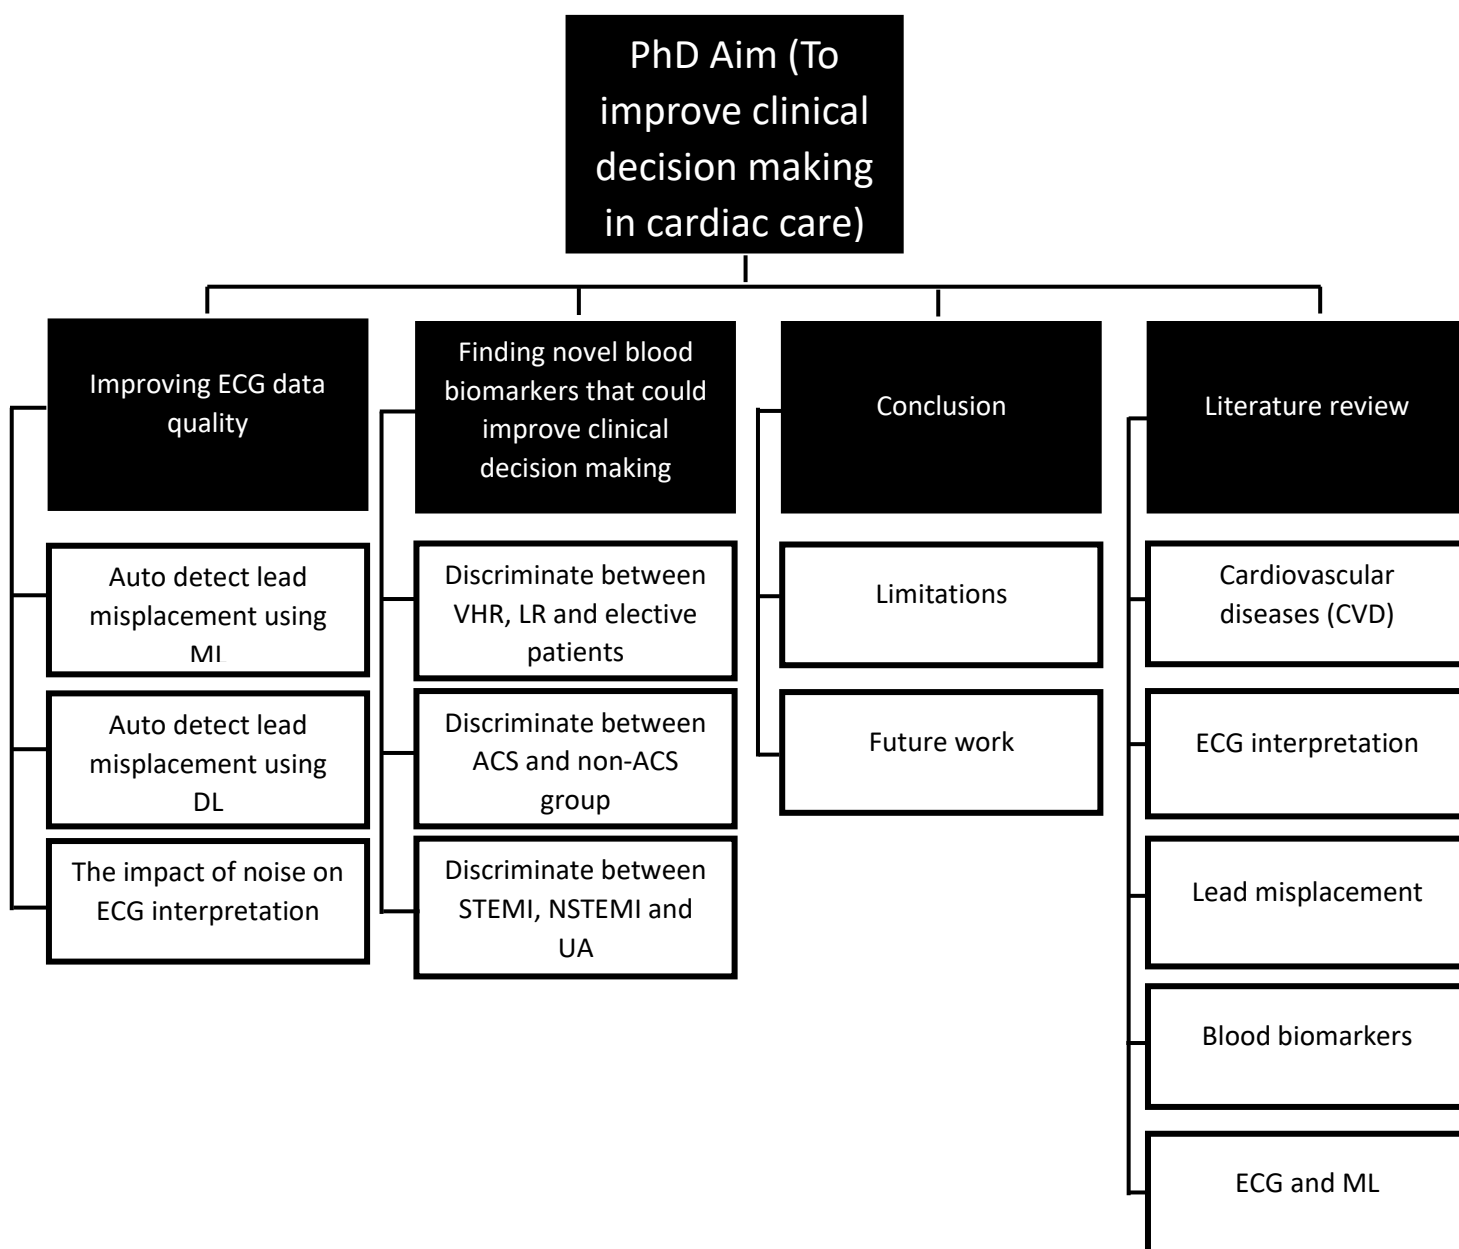 PhD Aim (To
improve clinical
decision making
in cardiac care)
Improving ECG data
quality
Auto detect lead
misplacement using
ML
Auto detect lead
misplacement using
DL
The impact of noise on
ECG interpretation
Finding novel blood
biomarkers that could
improve clinical
decision making
Discriminate between
VHR, LR and elective
patients
Discriminate between
ACS and non-ACS
group
Discriminate between
STEMI, NSTEMI and
UA
Conclusion
Limitations
Future work
Literature review
Cardiovascular
diseases (CVD)
ECG interpretation
Lead misplacement
Blood biomarkers
ECG and ML